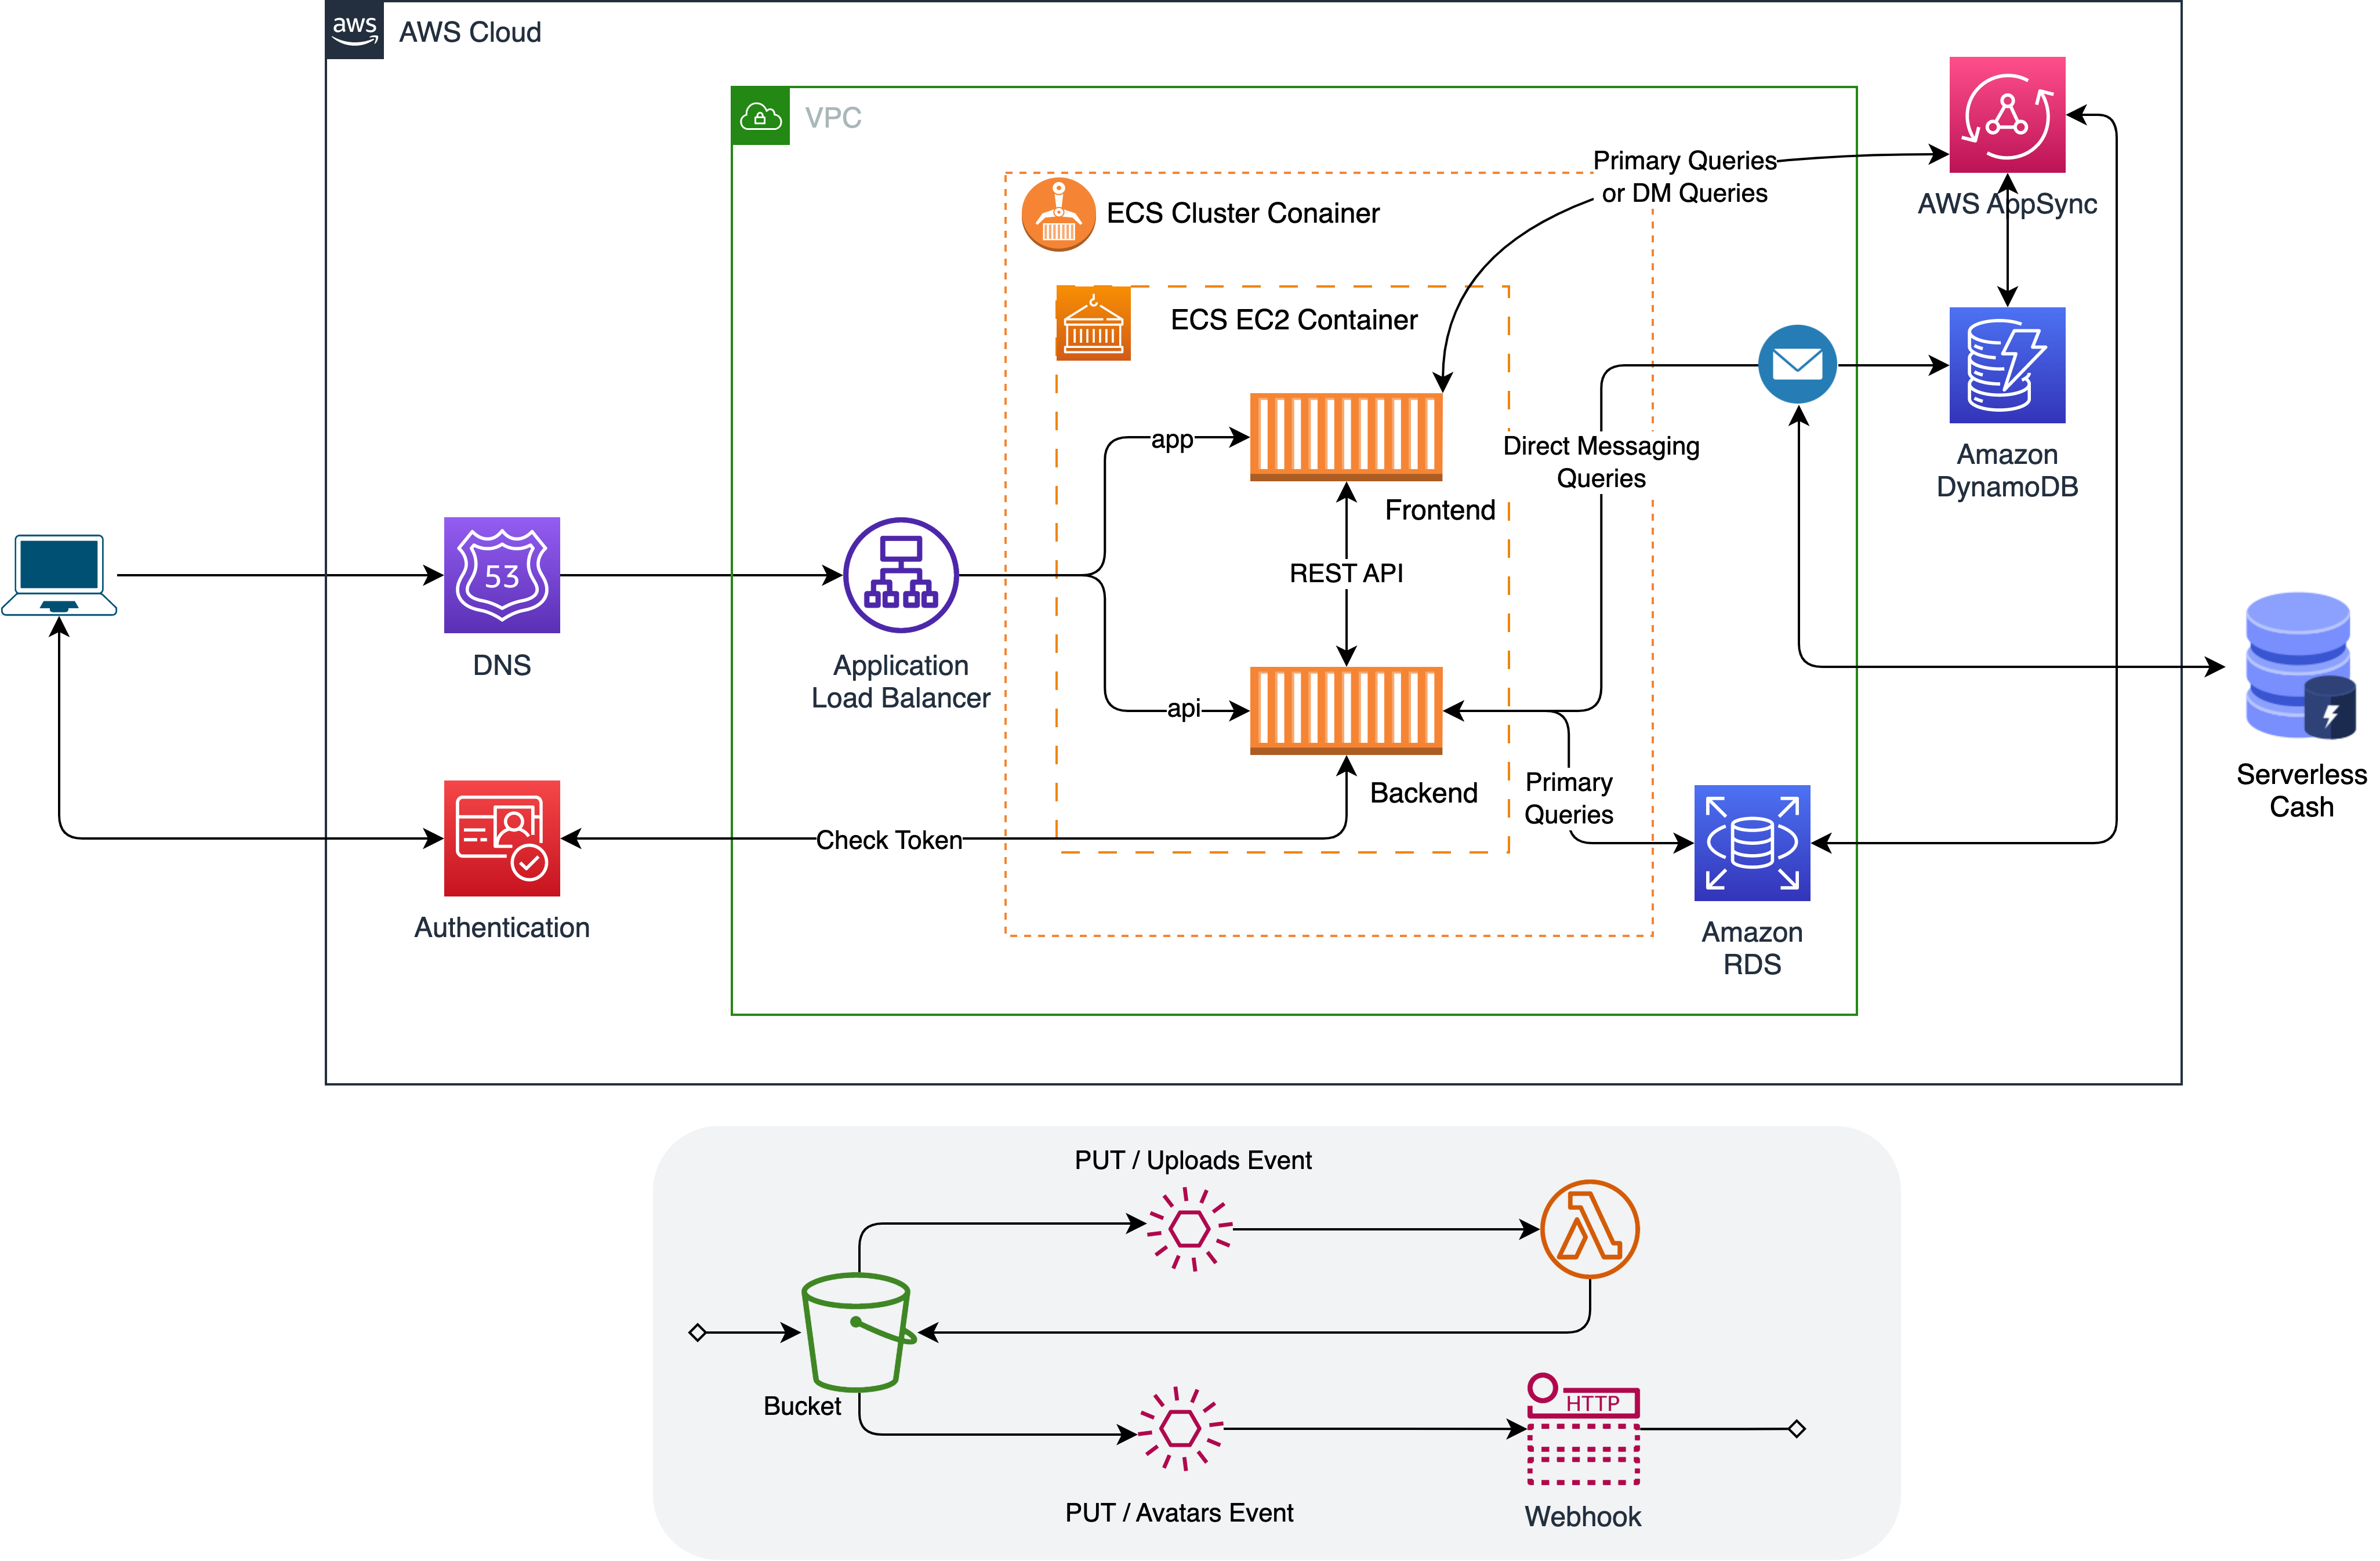 aws
AWS Cloud
VPC
Primary Queries
or DM Queries
ECS Cluster Conainer
AWS AppSync
ECS EC2 Container
app
Direct Messaging
Queries
Amazon
DynamoDB
Frontend
53
REST API
DNS
Application
Load Balancer
api
Backend
Primary
Queries
Serverless
Cash
Check Token
Authentication
Amazon
RDS
PUT / Uploads Event
Bucket
HTTP
PUT / Avatars Event
Webhook